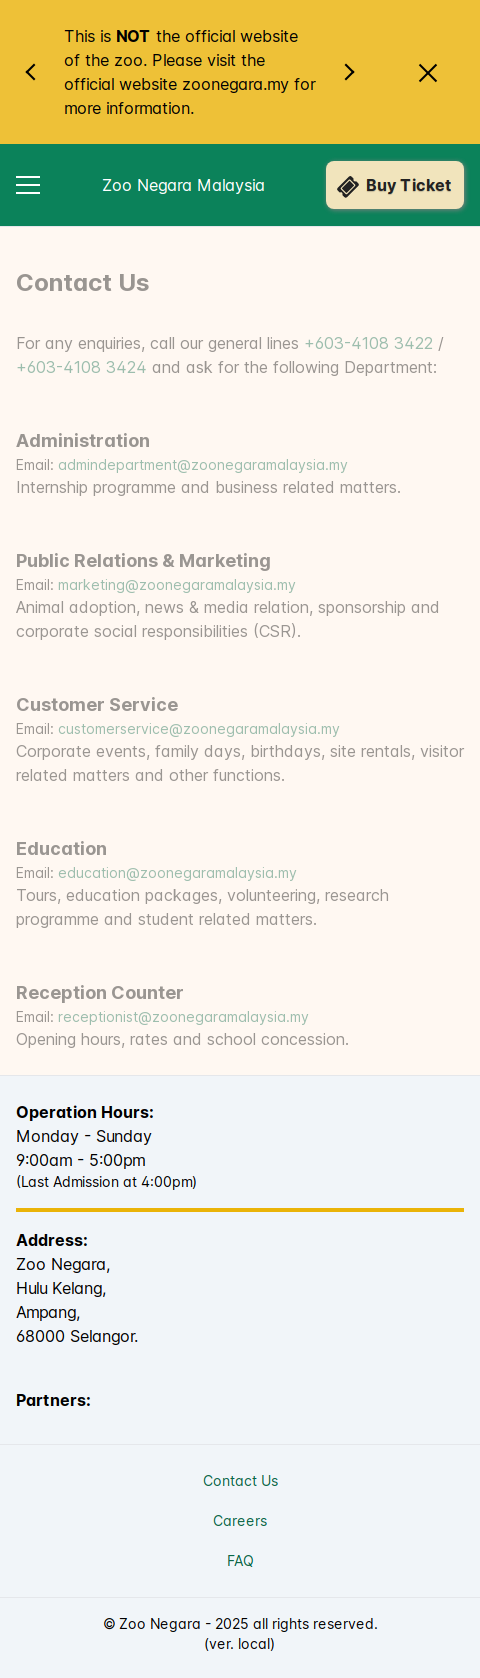 This is NOT the official website
of the zoo. Please visit the
official website zoonegara.my for
more information.
Zoo Negara Malaysia
Buy Ticket
Contact Us
For any enquiries, call our general lines +603-4108 3422 /
+603-4108 3424 and ask for the following Department:
Administration
Email: admindepartment@zoonegaramalaysia.my
Internship programme and business related matters.
Public Relations & Marketing
Email: marketing@zoonegaramalaysia.my
Animal adoption, news & media relation, sponsorship and
corporate social responsibilities (CSR).
Customer Service
Email: customerservice@zoonegaramalaysia.my
Corporate events, family days, birthdays, site rentals, visitor
related matters and other functions.
Education
Email: education@zoonegaramalaysia.my
Tours, education packages, volunteering, research
programme and student related matters.
Reception Counter
Email: receptionist@zoonegaramalaysia.my
Opening hours, rates and school concession.
Operation Hours:
Monday - Sunday
9:00am - 5:00pm
(Last Admission at 4:00pm)
Address:
Zoo Negara,
Hulu Kelang,
Ampang,
68000 Selangor.
Partners:
Contact Us
Careers
FAQ
© Zoo Negara - 2025 all rights reserved.
(ver. local)